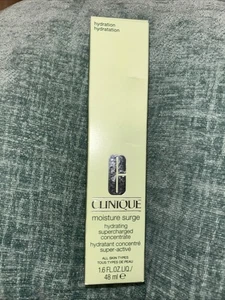 hydration
hydratation
CLINIQUE
moisture surge
hydrating
supercharged
concentrate
hydratant concentré
super-activé
ALL SKIN TYPES
TOUS TYPES DE PEAU
1.6 FL.OZ.LIQ/
48 ml ℮